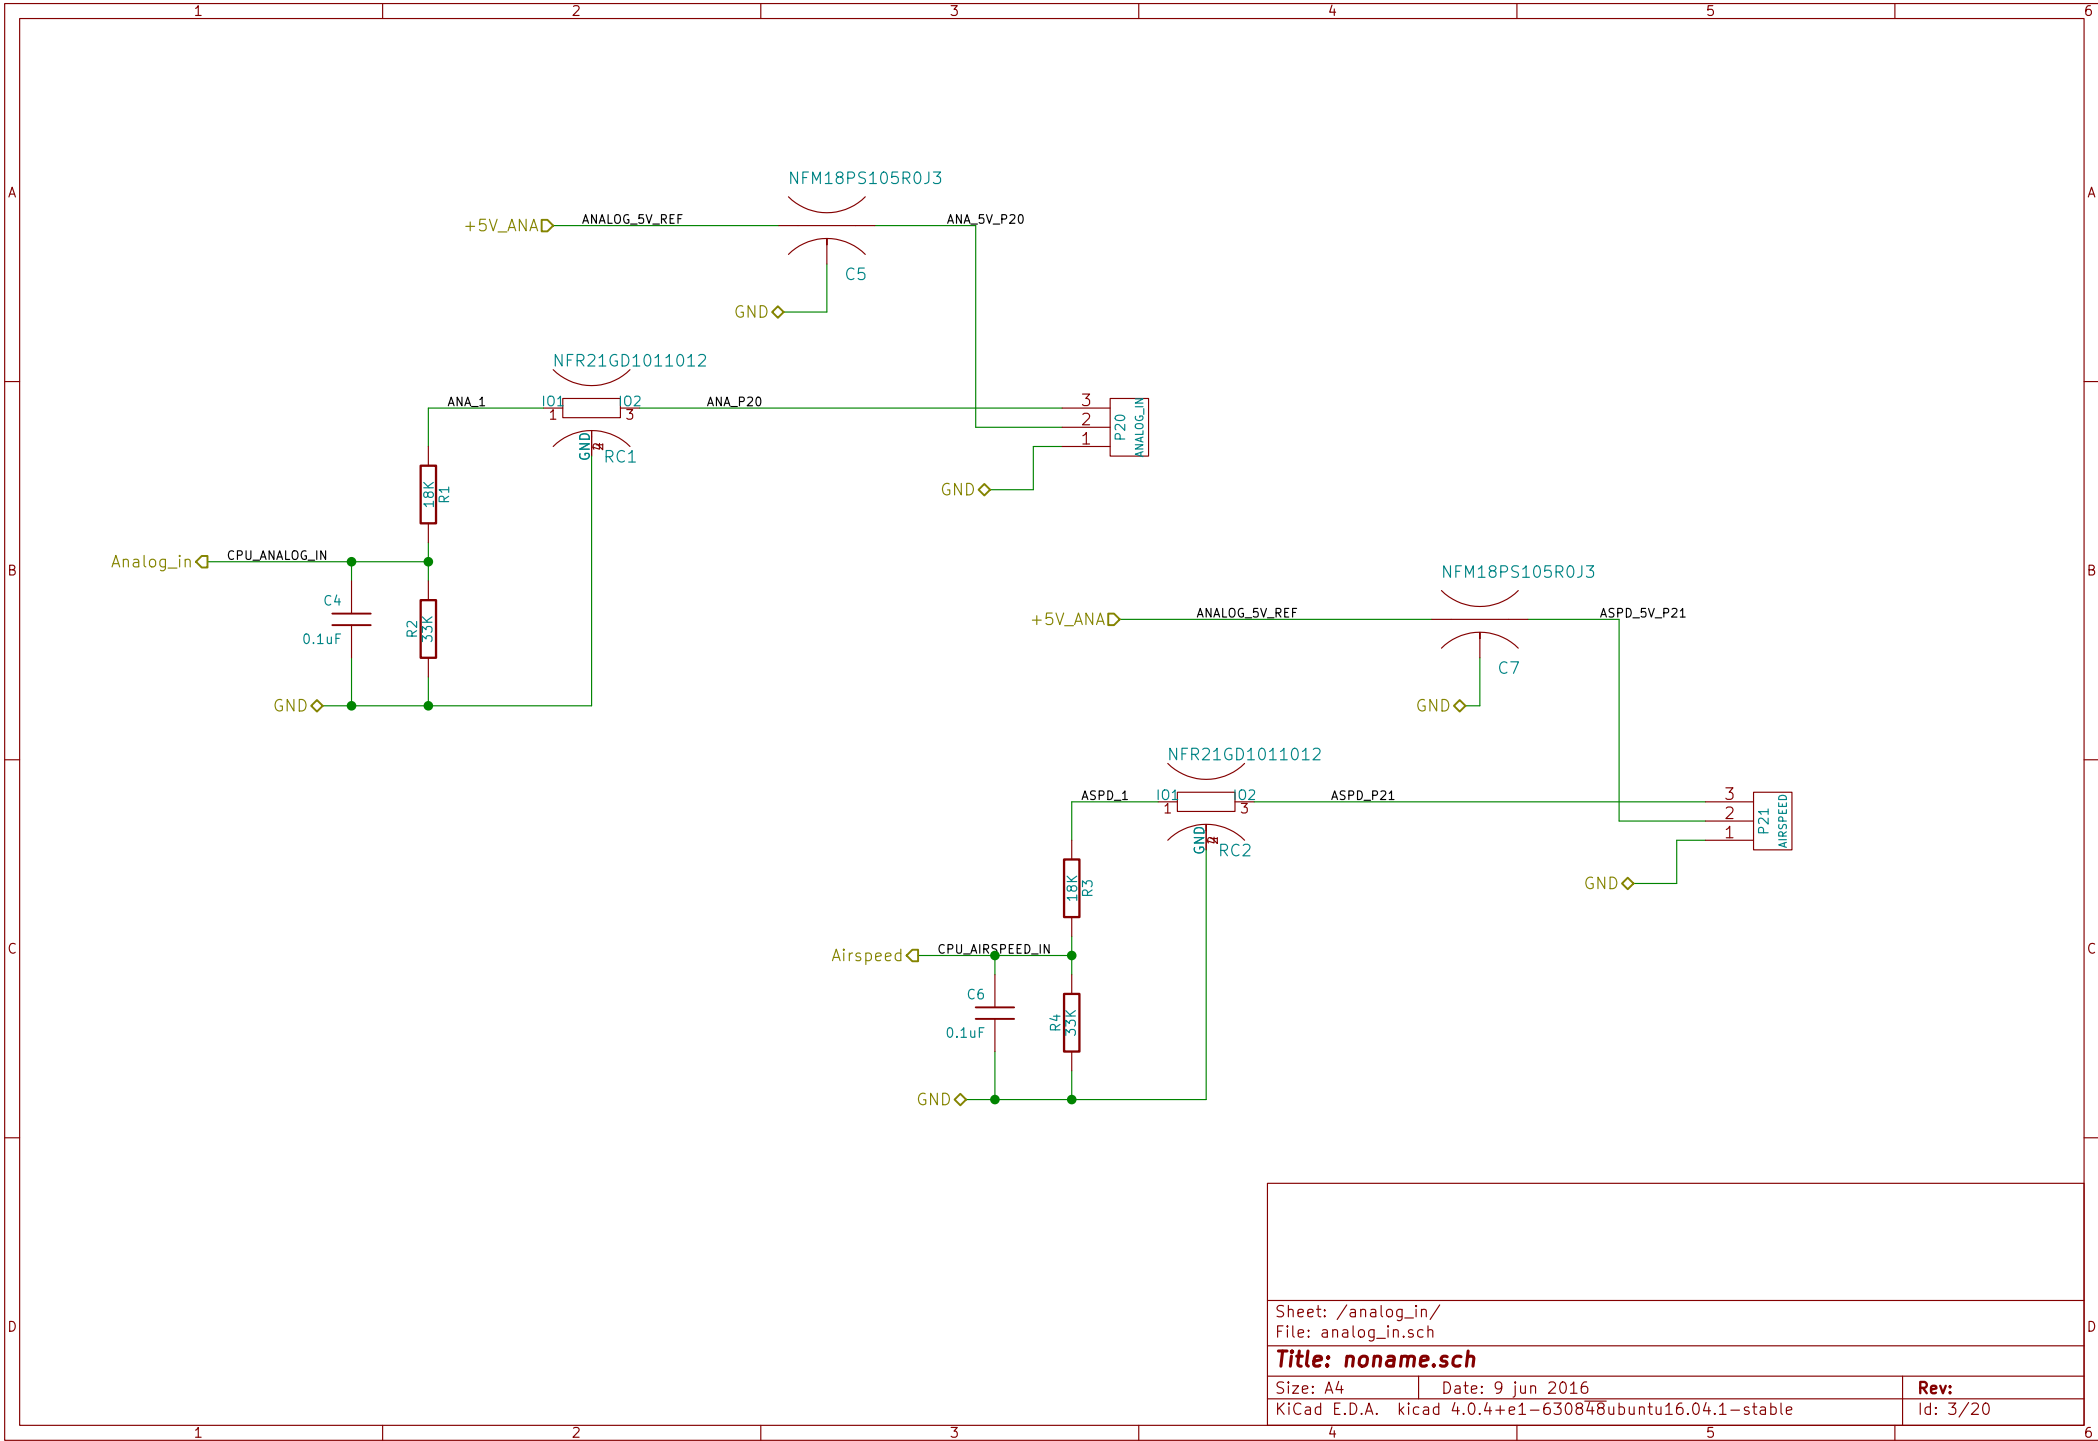 1 2 3 4 5 6
A A
NFM18PS105R0J3
+5V_ANA ANALOG_5V_REF ANA_5V_P20
C5
GND
NFR21GD1011012
ANA_1 IO1 IO2 ANA_P20
1 3
GND
RC1
3
2
1
P20
ANALOG_IN
GND
18K
R1
Analog_in CPU_ANALOG_IN
B B
C4
0.1uF
R2
33K
GND
NFM18PS105R0J3
+5V_ANA ANALOG_5V_REF ASPD_5V_P21
C7
GND
NFR21GD1011012
ASPD_1 IO1 IO2 ASPD_P21
1 3
GND
RC2
3
2
1
P21
AIRSPEED
GND
18K
R3
Airspeed CPU_AIRSPEED_IN
C C
C6
0.1uF
R4
33K
GND
D D
Sheet: /analog_in/
File: analog_in.sch
Title: noname.sch
Size: A4 Date: 9 jun 2016 Rev:
KiCad E.D.A. kicad 4.0.4+e1-630848ubuntu16.04.1-stable Id: 3/20
1 2 3 4 5 6